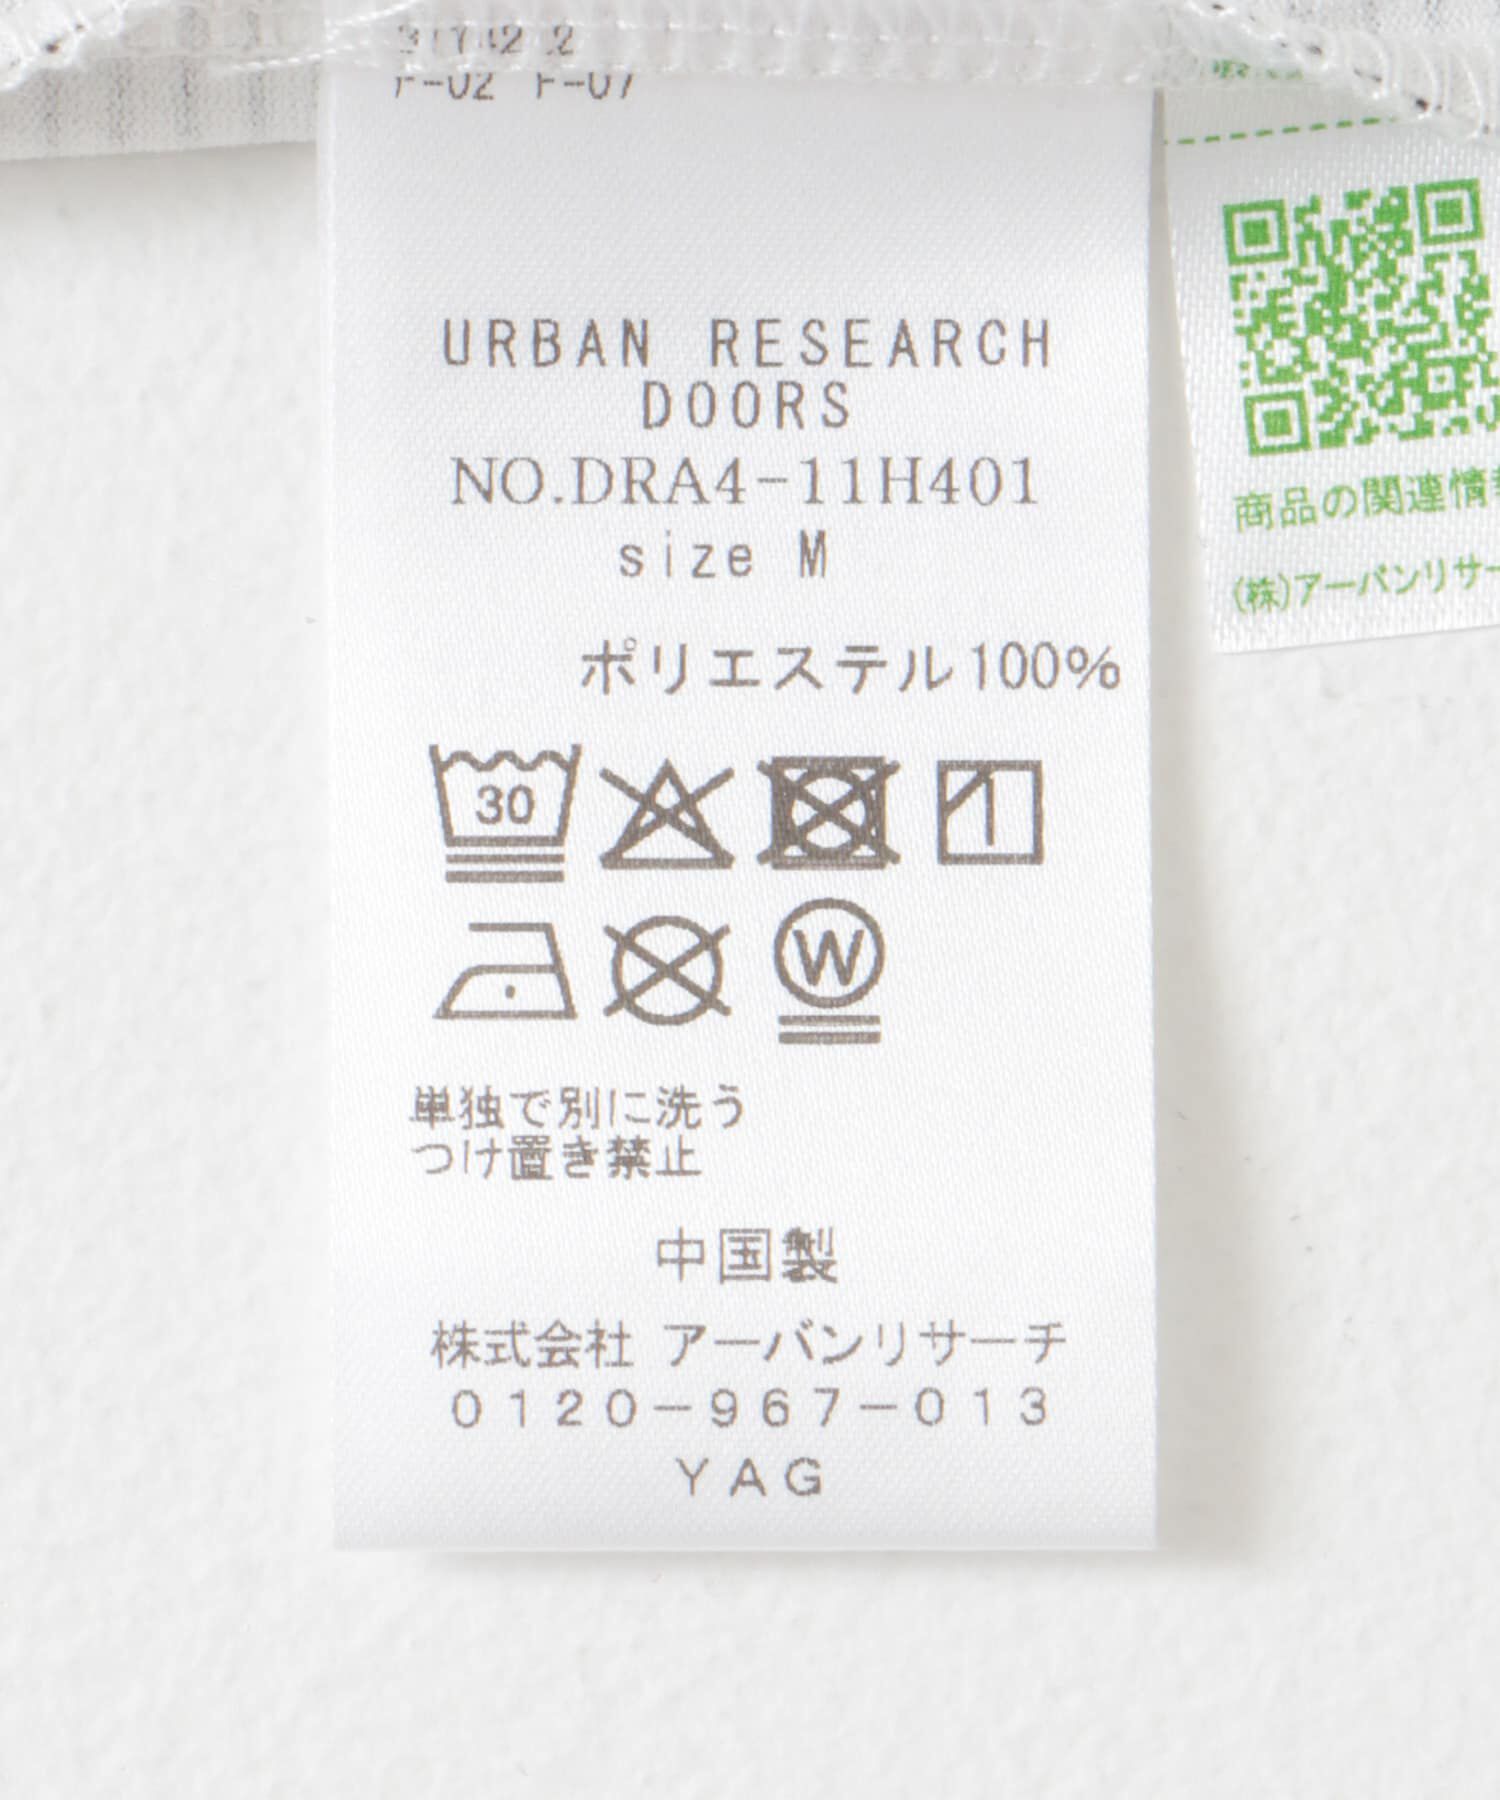 F-02 F-07
URBAN RESEARCH
DOORS
NO.DRA4-11H401
size M
ポリエステル100%
30
W
単独で別に洗う
つけ置き禁止
中国製
株式会社 アーバンリサーチ
0120-967-013
YAG
商品の関連情
(株)アーバンリサー